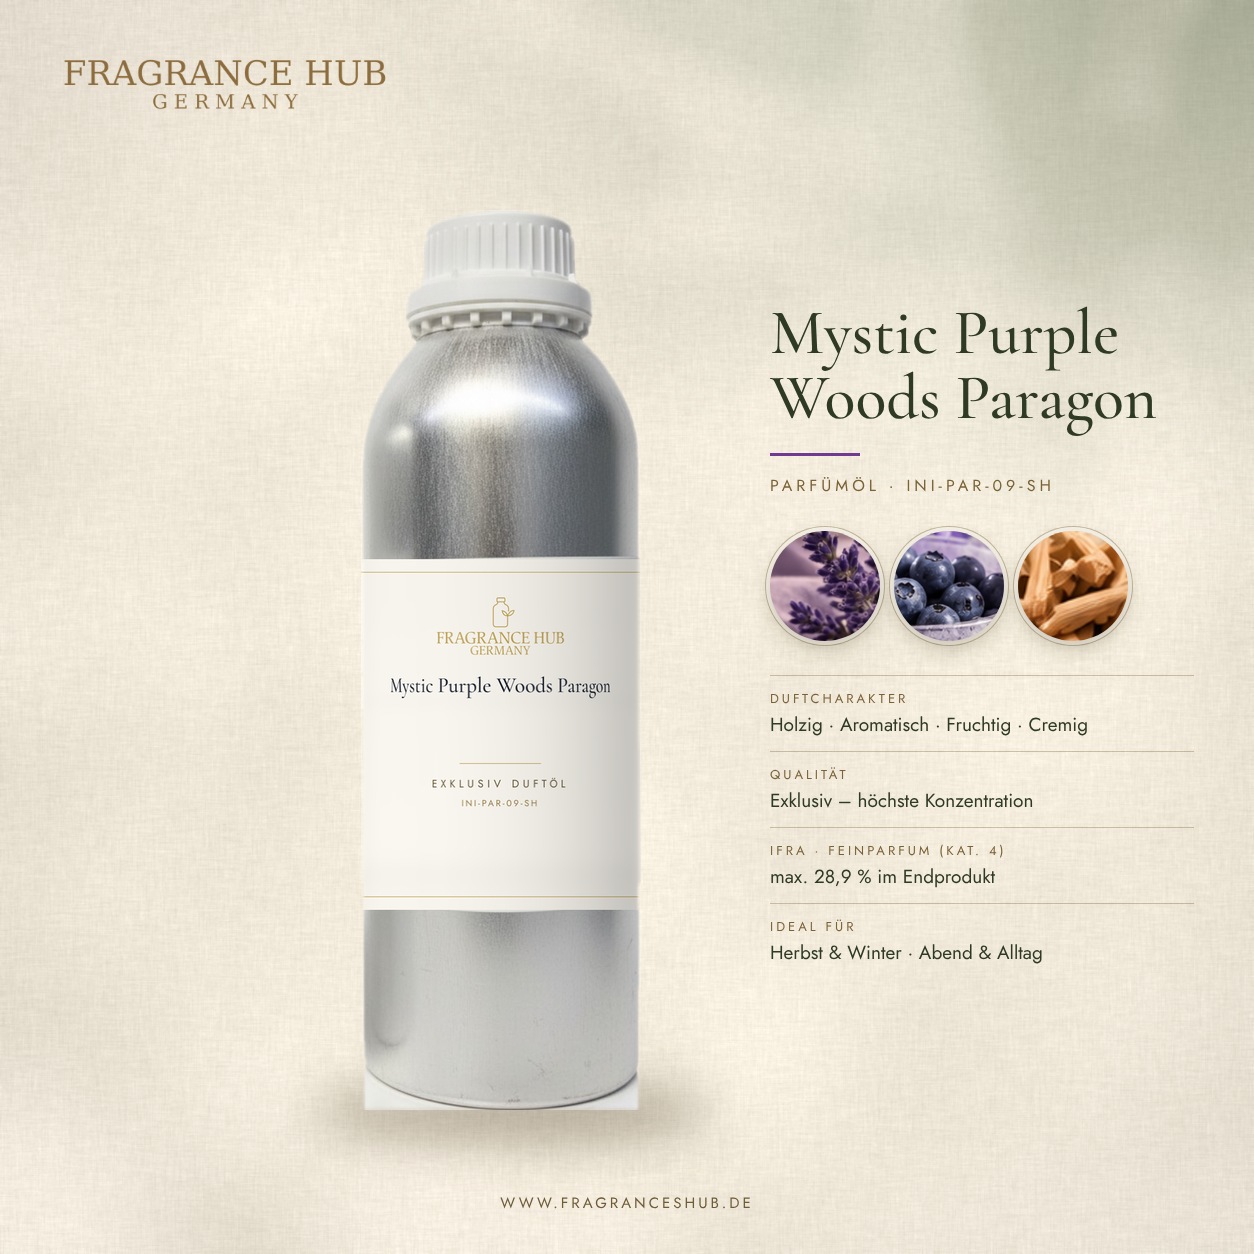 FRAGRANCE HUB
GERMANY
FRAGRANCE HUB
GERMANY
Mystic Purple Woods Paragon
EXKLUSIV DUFTÖL
INI-PAR-09-SH
Mystic Purple
Woods Paragon
PARFÜMÖL · INI-PAR-09-SH
DUFTCHARAKTER
Holzig · Aromatisch · Fruchtig · Cremig
QUALITÄT
Exklusiv – höchste Konzentration
IFRA · FEINPARFUM (KAT. 4)
max. 28,9 % im Endprodukt
IDEAL FÜR
Herbst & Winter · Abend & Alltag
WWW.FRAGRANCESHUB.DE